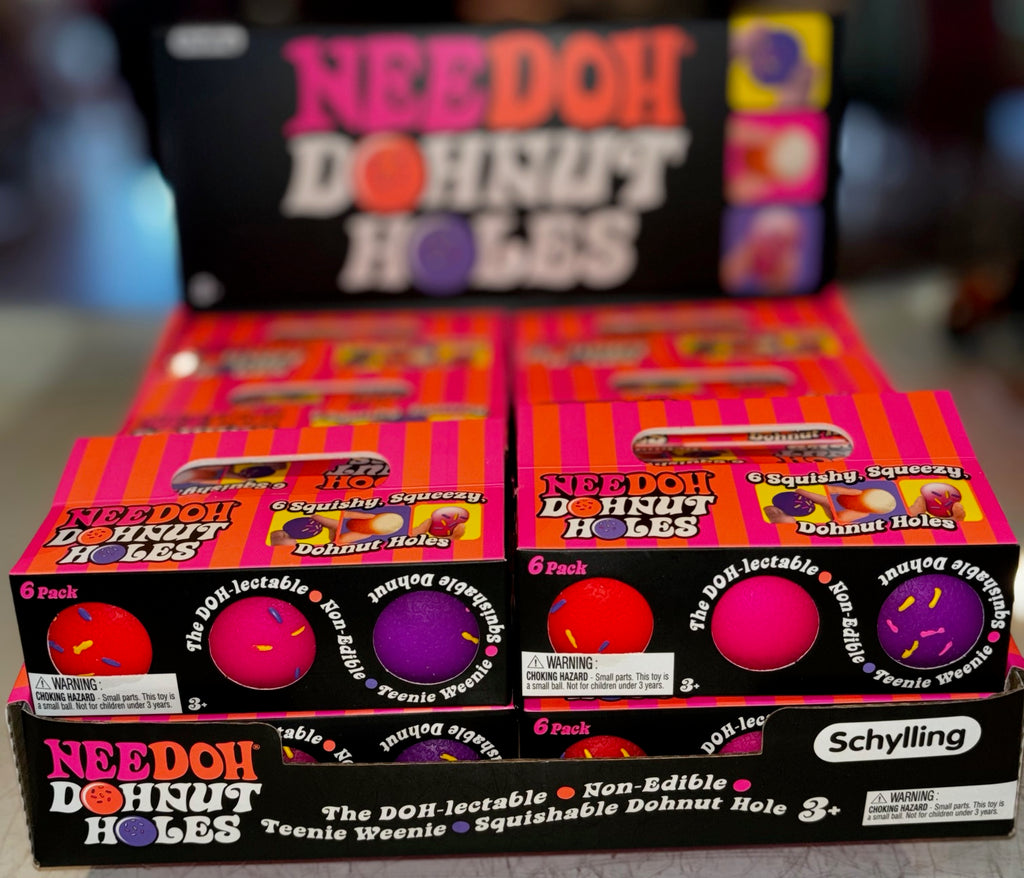 NEEDOH
DOHNUT
HOLES
NEEDOH
DOHNUT
HOLES
6 Squishy, Squeezy,
Dohnut Holes
6 Pack
The DOH-lectable
Non-Edible
Teenie Weenie
Squishable Dohnut
WARNING:
CHOKING HAZARD - Small parts. This toy is
a small ball. Not for children under 3 years.
3+
NEEDOH
DOHNUT
HOLES
6 Squishy, Squeezy,
Dohnut Holes
6 Pack
The DOH-lectable
Non-Edible
Teenie Weenie
Squishable Dohnut
WARNING:
CHOKING HAZARD - Small parts. This toy is
a small ball. Not for children under 3 years.
3+
6 Pack
NEEDOH®
DOHNUT
HOLES
The DOH-lectable Non-Edible
Teenie Weenie Squishable Dohnut Hole
3+
Schylling
WARNING:
CHOKING HAZARD - Small parts. This toy is
a small ball. Not for children under 3 years.